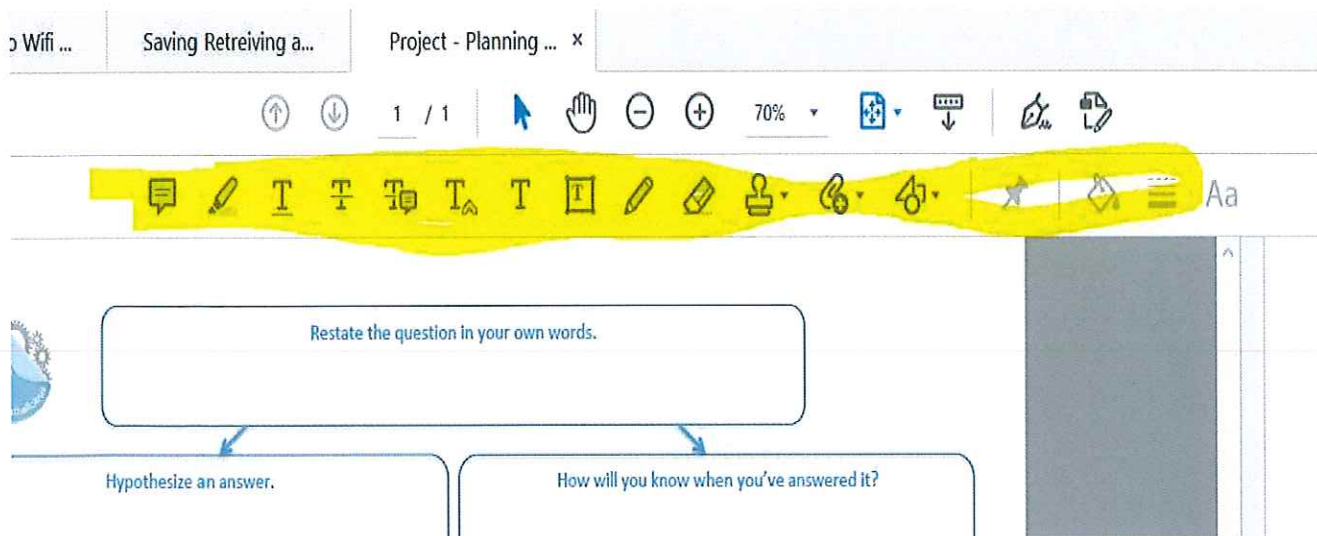 o Wifi ...
Saving Retreiving a...
Project - Planning ... ×
1 / 1
70%
Aa
Restate the question in your own words.
Hypothesize an answer.
How will you know when you've answered it?